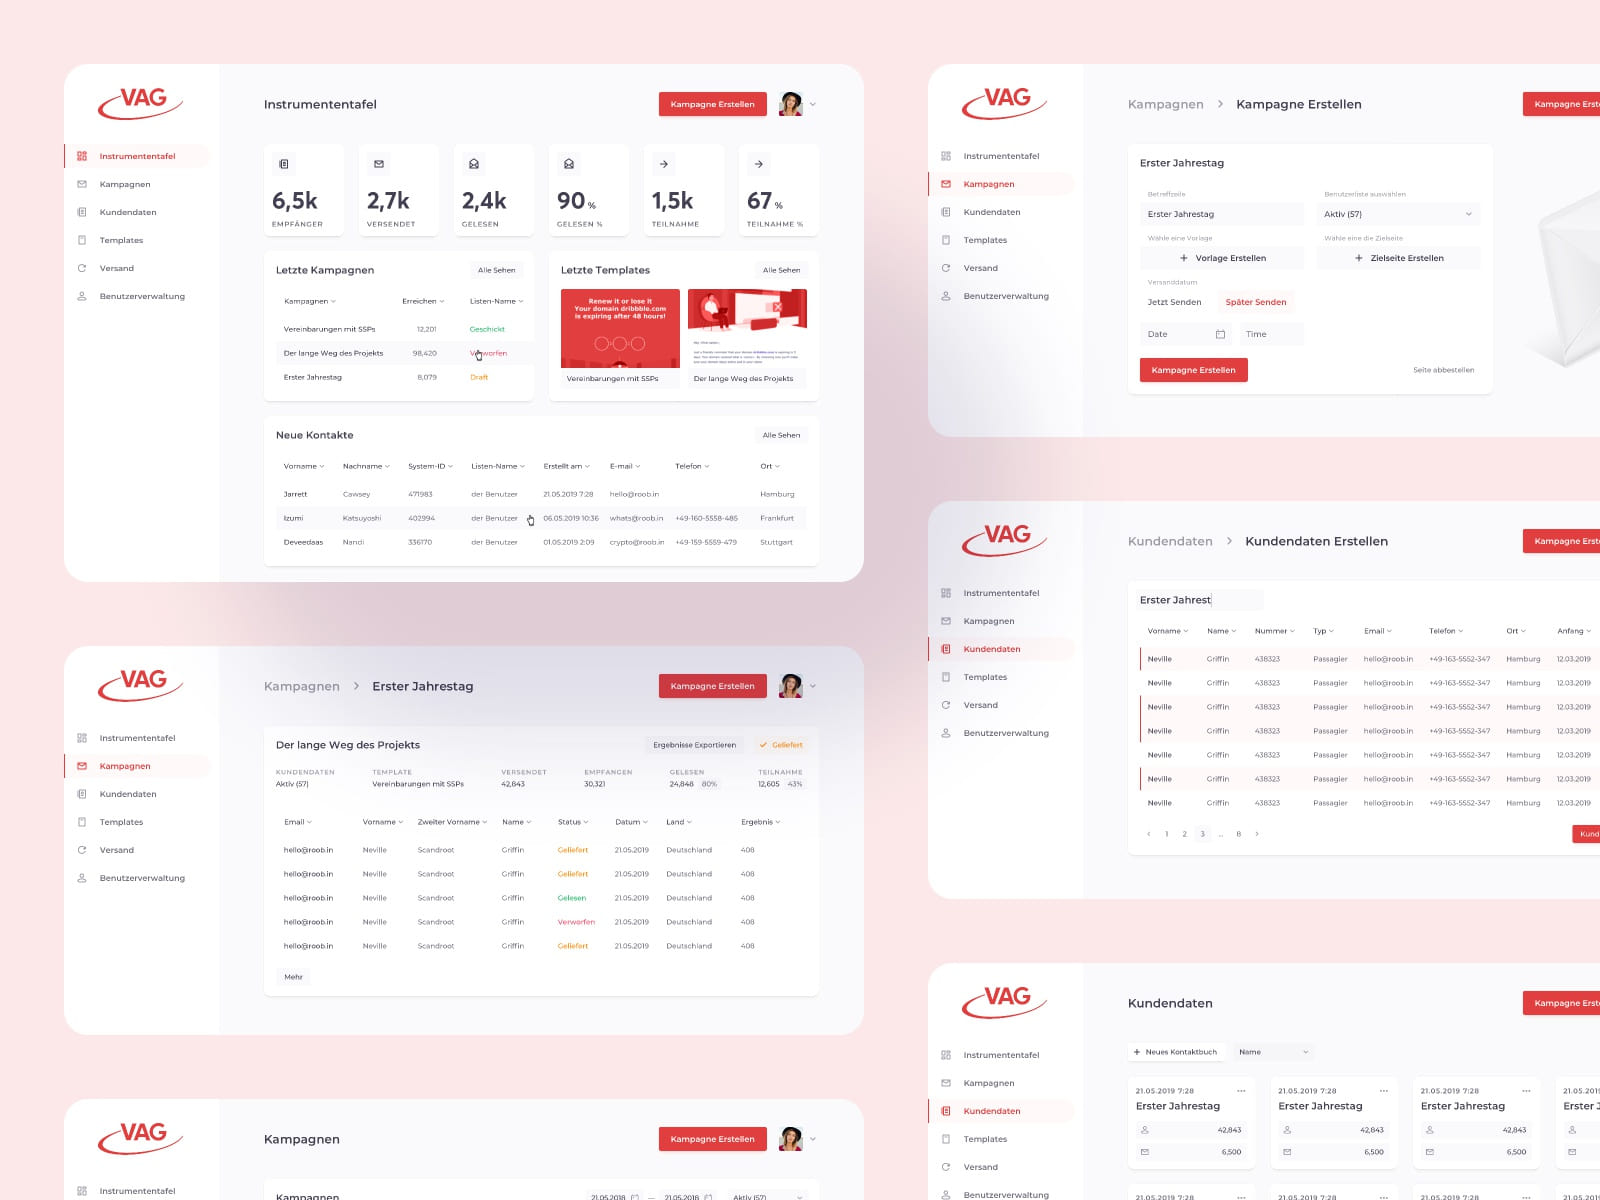 VAG
Instrumententafel
Kampagnen
Kundendaten
Templates
Versand
Benutzerverwaltung
Instrumententafel
Kampagne Erstellen
6,5k
EMPFÄNGER
2,7k
VERSENDET
2,4k
GELESEN
90 %
GELESEN %
1,5k
TEILNAHME
67 %
TEILNAHME %
Letzte Kampagnen
Alle Sehen
Kampagnen Erreichen Listen-Name
Vereinbarungen mit SSPs 12,201 Geschickt
Der lange Weg des Projekts 98,420 Verworfen
Erster Jahrestag 8,079 Draft
Letzte Templates
Alle Sehen
Renew it or lose it
Your domain dribbble.com
is expiring after 48 hours!
Vereinbarungen mit SSPs
Der lange Weg des Projekts
Neue Kontakte
Alle Sehen
Vorname Nachname System-ID Listen-Name Erstellt am E-mail Telefon Ort
Jarrett Cawsey 471983 der Benutzer 21.05.2019 7:28 hello@roob.in Hamburg
Izumi Katsuyoshi 402994 der Benutzer 06.05.2019 10:36 whats@roob.in +49-160-5558-485 Frankfurt
Deveedaas Nandi 336170 der Benutzer 01.05.2019 2:09 crypto@roob.in +49-159-5559-479 Stuttgart
VAG
Instrumententafel
Kampagnen
Kundendaten
Templates
Versand
Benutzerverwaltung
Kampagnen > Erster Jahrestag
Kampagne Erstellen
Der lange Weg des Projekts
Ergebnisse Exportieren
Geliefert
KUNDENDATEN TEMPLATE VERSENDET EMPFANGEN GELESEN TEILNAHME
Aktiv (57) Vereinbarungen mit SSPs 42,843 30,321 24,846 80% 12,605 43%
Email Vorname Zweiter Vorname Name Status Datum Land Ergebnis
hello@roob.in Neville Scandroot Griffin Geliefert 21.05.2019 Deutschland 408
hello@roob.in Neville Scandroot Griffin Geliefert 21.05.2019 Deutschland 408
hello@roob.in Neville Scandroot Griffin Gelesen 21.05.2019 Deutschland 408
hello@roob.in Neville Scandroot Griffin Verworfen 21.05.2019 Deutschland 408
hello@roob.in Neville Scandroot Griffin Geliefert 21.05.2019 Deutschland 408
Mehr
VAG
Instrumententafel
Kampagnen
Kampagne Erstellen
Kampagnen
21.05.2018 — 21.05.2018
Aktiv (57)
VAG
Instrumententafel
Kampagnen
Kundendaten
Templates
Versand
Benutzerverwaltung
Kampagnen > Kampagne Erstellen
Kampagne Erste
Erster Jahrestag
Betreffzeile
Erster Jahrestag
Benutzerliste auswählen
Aktiv (57)
Wähle eine Vorlage
+ Vorlage Erstellen
Wähle eine die Zielseite
+ Zielseite Erstellen
Versanddatum
Jetzt Senden
Später Senden
Date
Time
Kampagne Erstellen
Seite abbestellen
VAG
Instrumententafel
Kampagnen
Kundendaten
Templates
Versand
Benutzerverwaltung
Kundendaten > Kundendaten Erstellen
Kampagne Erste
Erster Jahrest
Vorname Name Nummer Typ Email Telefon Ort Anfang
Neville Griffin 438323 Passagier hello@roob.in +49-163-5552-347 Hamburg 12.03.2019
Neville Griffin 438323 Passagier hello@roob.in +49-163-5552-347 Hamburg 12.03.2019
Neville Griffin 438323 Passagier hello@roob.in +49-163-5552-347 Hamburg 12.03.2019
Neville Griffin 438323 Passagier hello@roob.in +49-163-5552-347 Hamburg 12.03.2019
Neville Griffin 438323 Passagier hello@roob.in +49-163-5552-347 Hamburg 12.03.2019
Neville Griffin 438323 Passagier hello@roob.in +49-163-5552-347 Hamburg 12.03.2019
Neville Griffin 438323 Passagier hello@roob.in +49-163-5552-347 Hamburg 12.03.2019
< 1 2 3 .. 8 >
Kund
VAG
Instrumententafel
Kampagnen
Kundendaten
Templates
Versand
Benutzerverwaltung
Kundendaten
Kampagne Erste
+ Neues Kontaktbuch
Name
21.05.2019 7:28
Erster Jahrestag
42,843
6,500
21.05.2019 7:28
Erster Jahrestag
42,843
6,500
21.05.2019 7:28
Erster Jahrestag
42,843
6,500
21.05.2019
Erster J
21.05.2019 7:28
21.05.2019 7:28
21.05.2019 7:28
21.05.2019